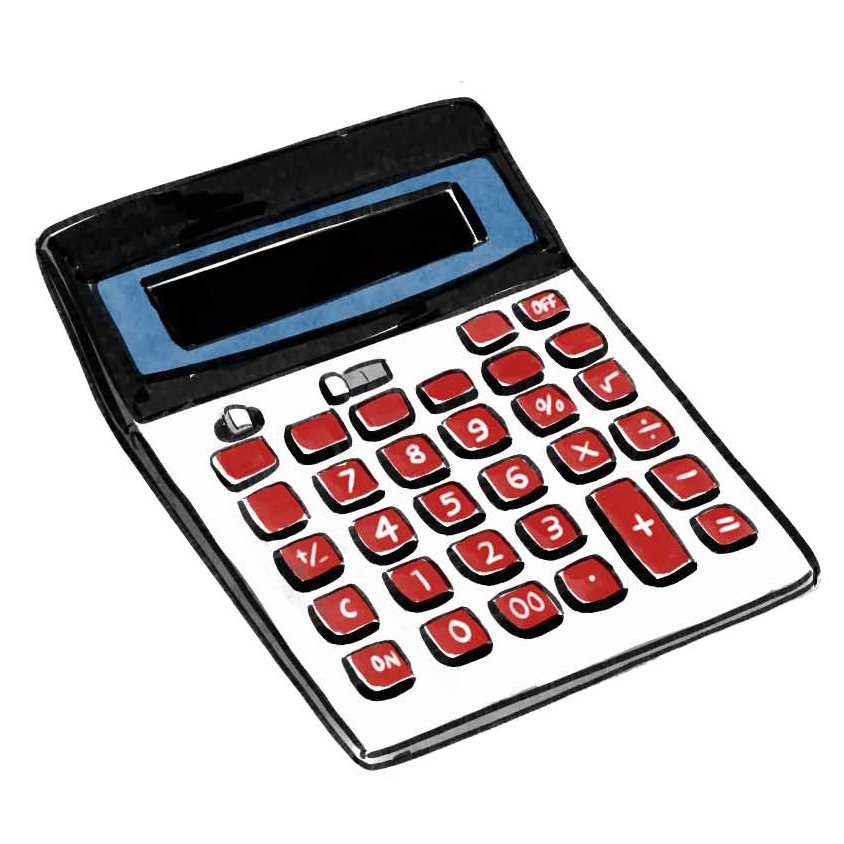 OFF
7 8 9 % √
+/- 4 5 6 × ÷
C 1 2 3 + -
ON 0 00 . =